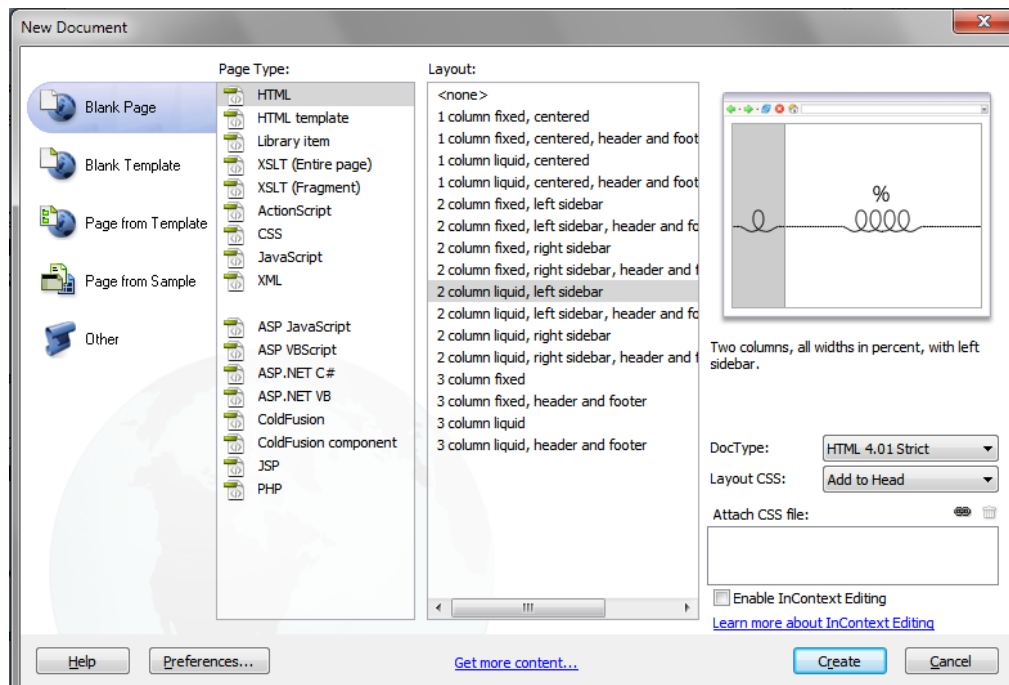 New Document
Blank Page
Blank Template
Page from Template
Page from Sample
Other
Page Type:
HTML
HTML template
Library item
XSLT (Entire page)
XSLT (Fragment)
ActionScript
CSS
JavaScript
XML
ASP JavaScript
ASP VBScript
ASP.NET C#
ASP.NET VB
ColdFusion
ColdFusion component
JSP
PHP
Layout:
<none>
1 column fixed, centered
1 column fixed, centered, header and foot
1 column liquid, centered
1 column liquid, centered, header and foot
2 column fixed, left sidebar
2 column fixed, left sidebar, header and fo
2 column fixed, right sidebar
2 column fixed, right sidebar, header and f
2 column liquid, left sidebar
2 column liquid, left sidebar, header and fo
2 column liquid, right sidebar
2 column liquid, right sidebar, header and f
3 column fixed
3 column fixed, header and footer
3 column liquid
3 column liquid, header and footer
%
Two columns, all widths in percent, with left
sidebar.
DocType: HTML 4.01 Strict
Layout CSS: Add to Head
Attach CSS file:
Enable InContext Editing
Learn more about InContext Editing
Help Preferences... Get more content... Create Cancel